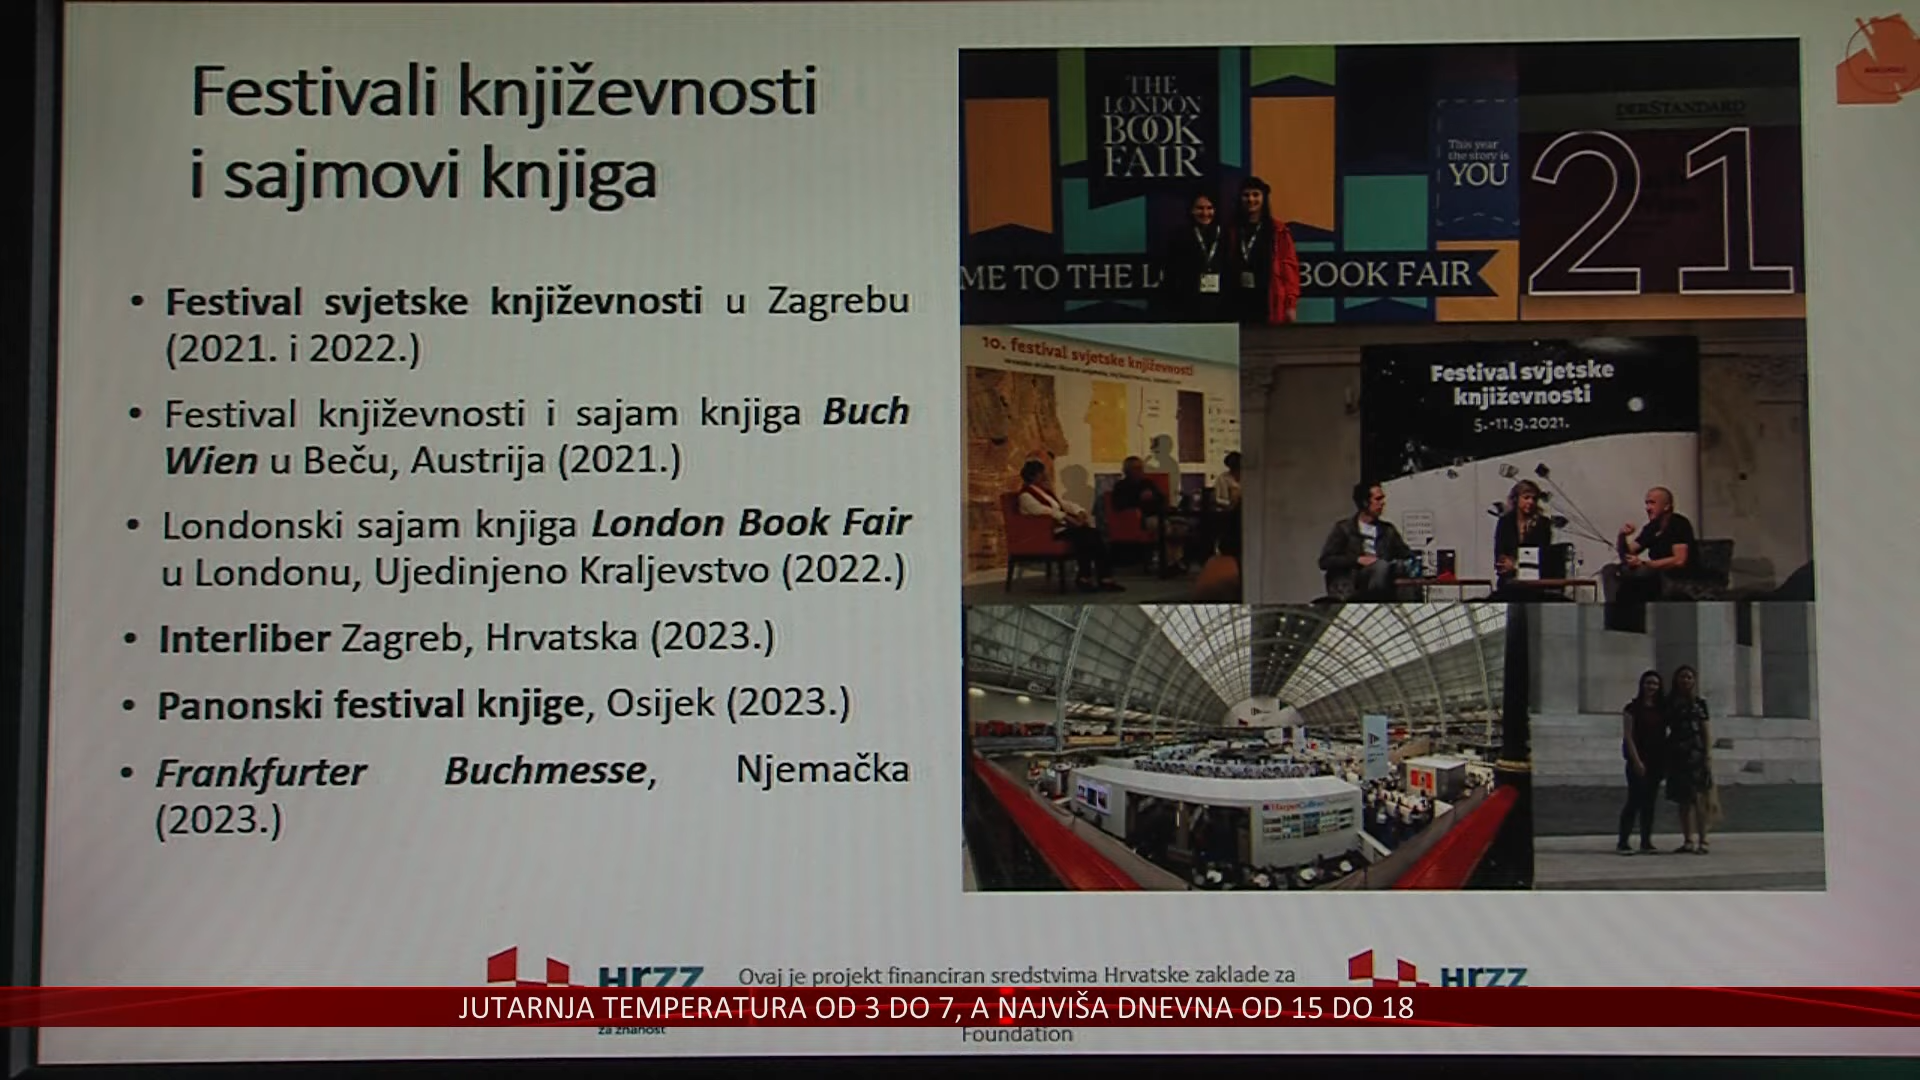 Festivali književnosti
i sajmovi knjiga
• Festival svjetske književnosti u Zagrebu
(2021. i 2022.)
• Festival književnosti i sajam knjiga Buch
Wien u Beču, Austrija (2021.)
• Londonski sajam knjiga London Book Fair
u Londonu, Ujedinjeno Kraljevstvo (2022.)
• Interliber Zagreb, Hrvatska (2023.)
• Panonski festival knjige, Osijek (2023.)
• Frankfurter Buchmesse, Njemačka
(2023.)
THE
LONDON
BOOK
FAIR
This year
the story is
YOU
ME TO THE L
BOOK FAIR
DERSTANDARD
21
10. festival svjetske književnosti
Festival svjetske
književnosti
5.-11.9.2021.
HarperCollins
HRZZ
Ovaj je projekt financiran sredstvima Hrvatske zaklade za
HRZZ
JUTARNJA TEMPERATURA OD 3 DO 7, A NAJVIŠA DNEVNA OD 15 DO 18
za znanost
Foundation